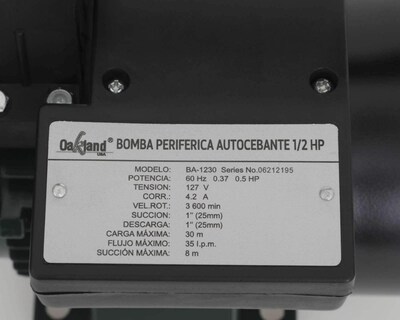 Oakland® BOMBA PERIFERICA AUTOCEBANTE 1/2 HP
MODELO: BA-1230 Series No.06212195
POTENCIA: 60 Hz 0.37 0.5 HP
TENSION: 127 V
CORR.: 4.2 A
VEL.ROT.: 3 600 min
SUCCION: 1" (25mm)
DESCARGA: 1" (25mm)
CARGA MÁXIMA: 30 m
FLUJO MÁXIMO: 35 l.p.m.
SUCCIÓN MÁXIMA: 8 m